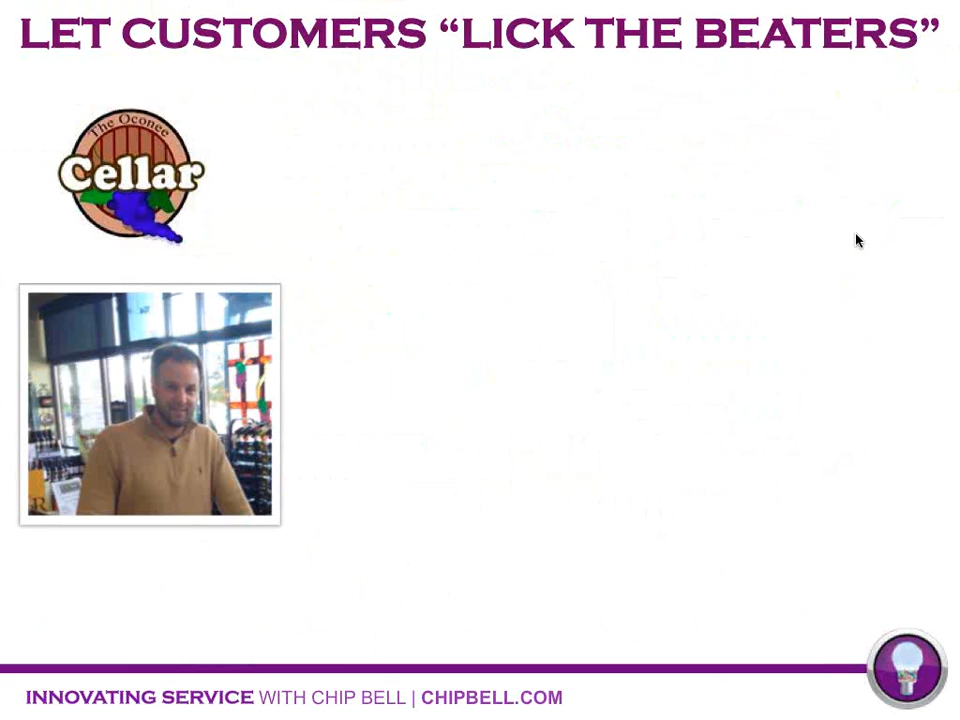 LET CUSTOMERS “LICK THE BEATERS”
The Oconee
Cellar
INNOVATING SERVICE WITH CHIP BELL | CHIPBELL.COM